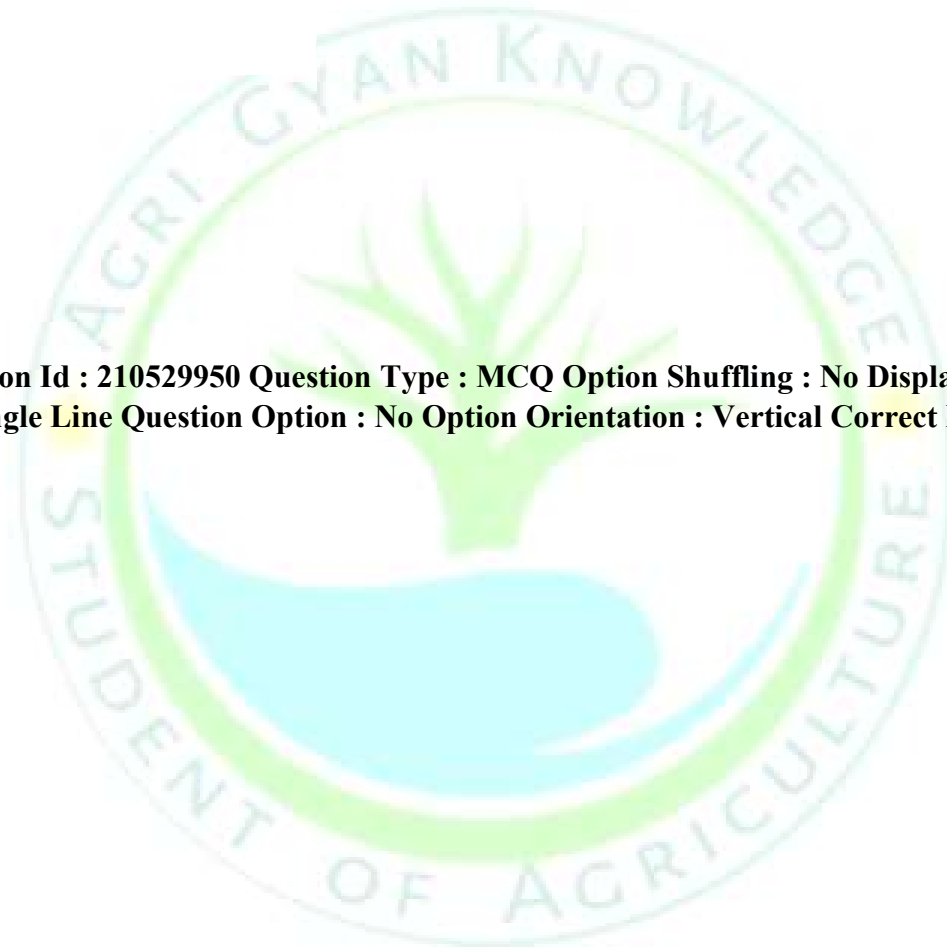 AGRI GYAN KNOWLEDGE
on Id : 210529950 Question Type : MCQ Option Shuffling : No Displa
gle Line Question Option : No Option Orientation : Vertical Correct
STUDENT OF AGRICULTURE